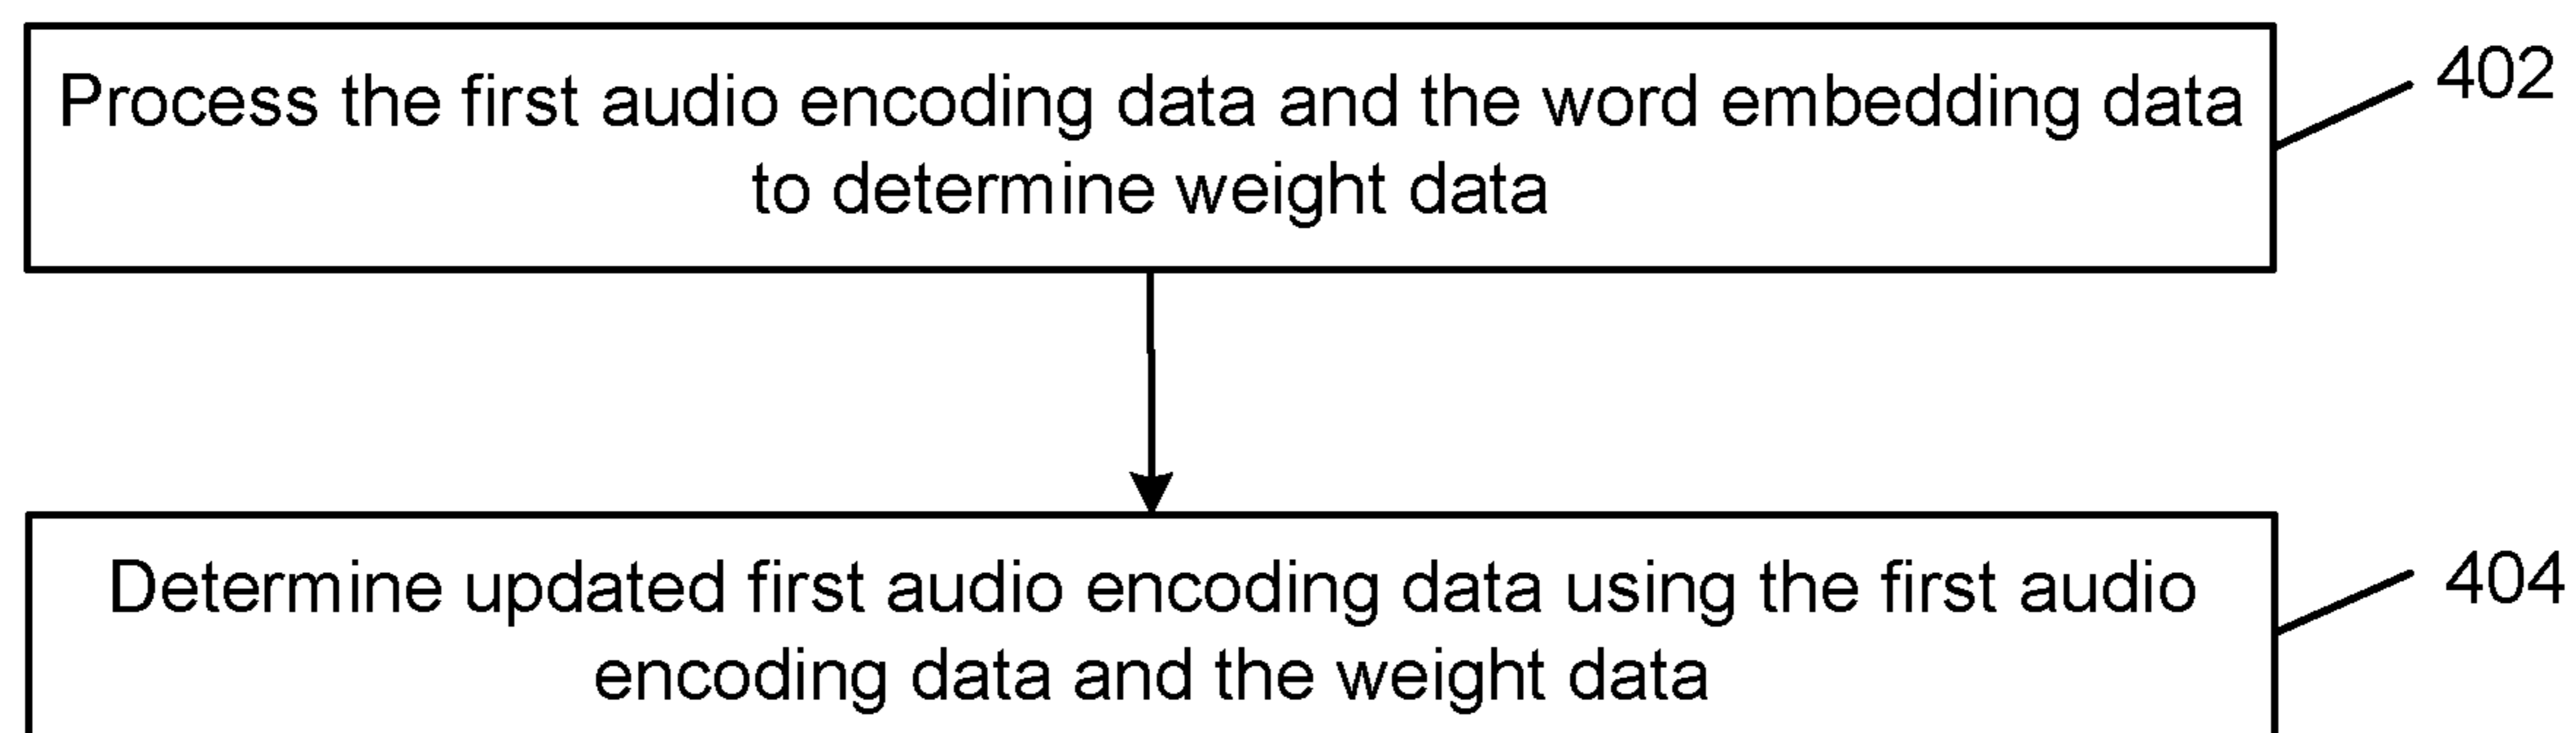 Process the first audio encoding data and the word embedding data
to determine weight data
402
Determine updated first audio encoding data using the first audio
encoding data and the weight data
404